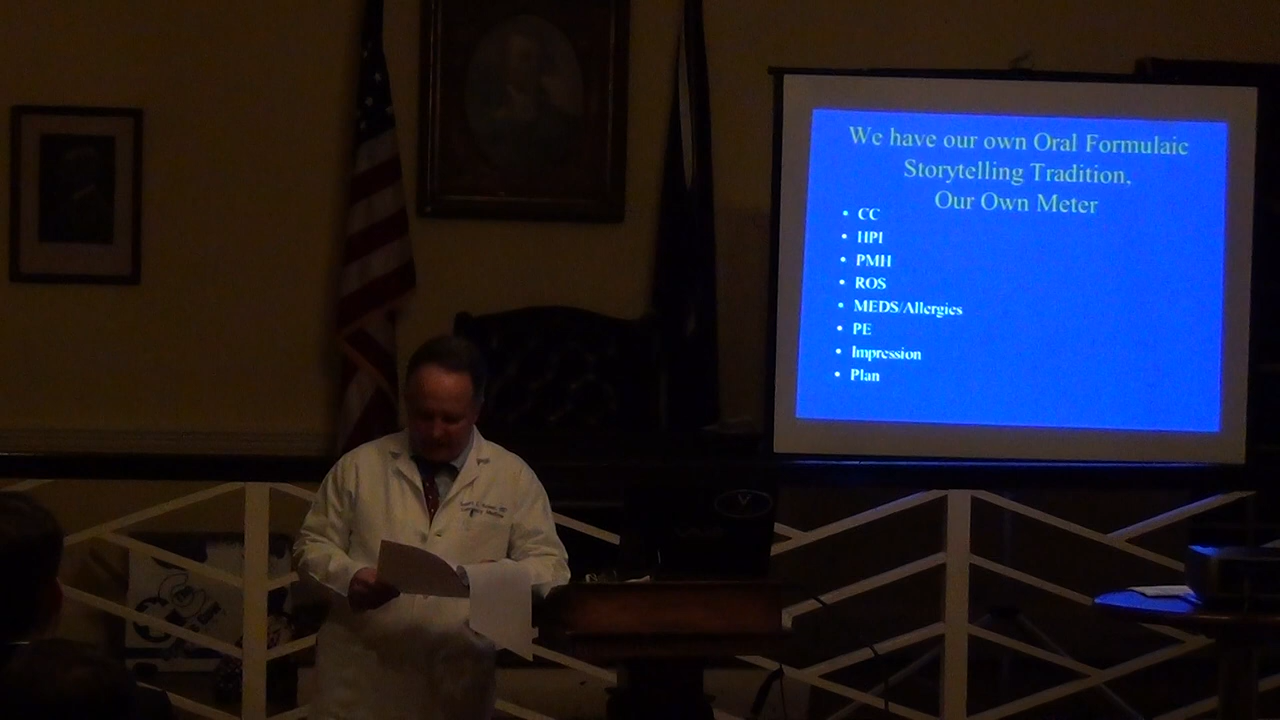 We have our own Oral Formulaic
Storytelling Tradition,
Our Own Meter
• CC
• HPI
• PMH
• ROS
• MEDS/Allergies
• PE
• Impression
• Plan